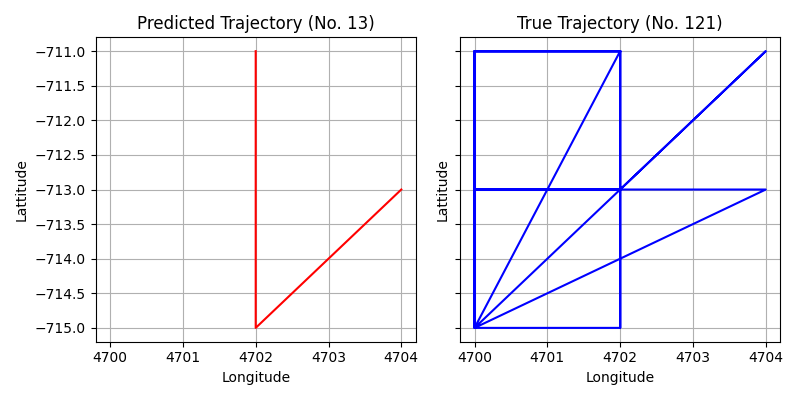 Predicted Trajectory (No. 13)
−711.0
−711.5
−712.0
−712.5
−713.0
−713.5
−714.0
−714.5
−715.0
Lattitude
4700 4701 4702 4703 4704
Longitude
True Trajectory (No. 121)
Lattitude
4700 4701 4702 4703 4704
Longitude